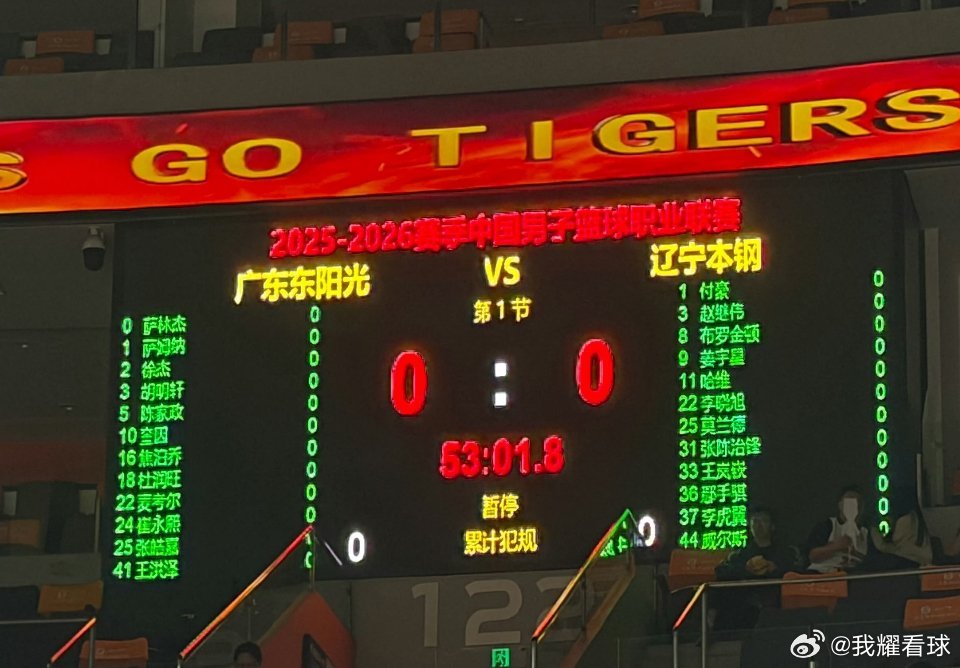 S GO TIGERS
2025-2026赛季中国男子篮球职业联赛
广东东阳光 VS 辽宁本钢
第1节
0 : 0
53:01.8
暂停
累计犯规
0 0
0 萨林杰 0
1 萨姆纳 0
2 徐杰 0
3 胡明轩 0
5 陈家政 0
10 奎因 0
16 焦泊乔 0
18 杜润旺 0
22 麦考尔 0
24 崔永熙 0
25 张皓嘉
41 王洪泽
1 付豪 0
3 赵继伟 0
8 布罗金顿 0
9 姜宇星 0
11 哈维 0
22 李晓旭 0
25 莫兰德 0
31 张陈治锋 0
33 王岚嵚 0
36 鄢手骐 0
37 李虎翼 0
44 威尔斯 0
122
@我耀看球